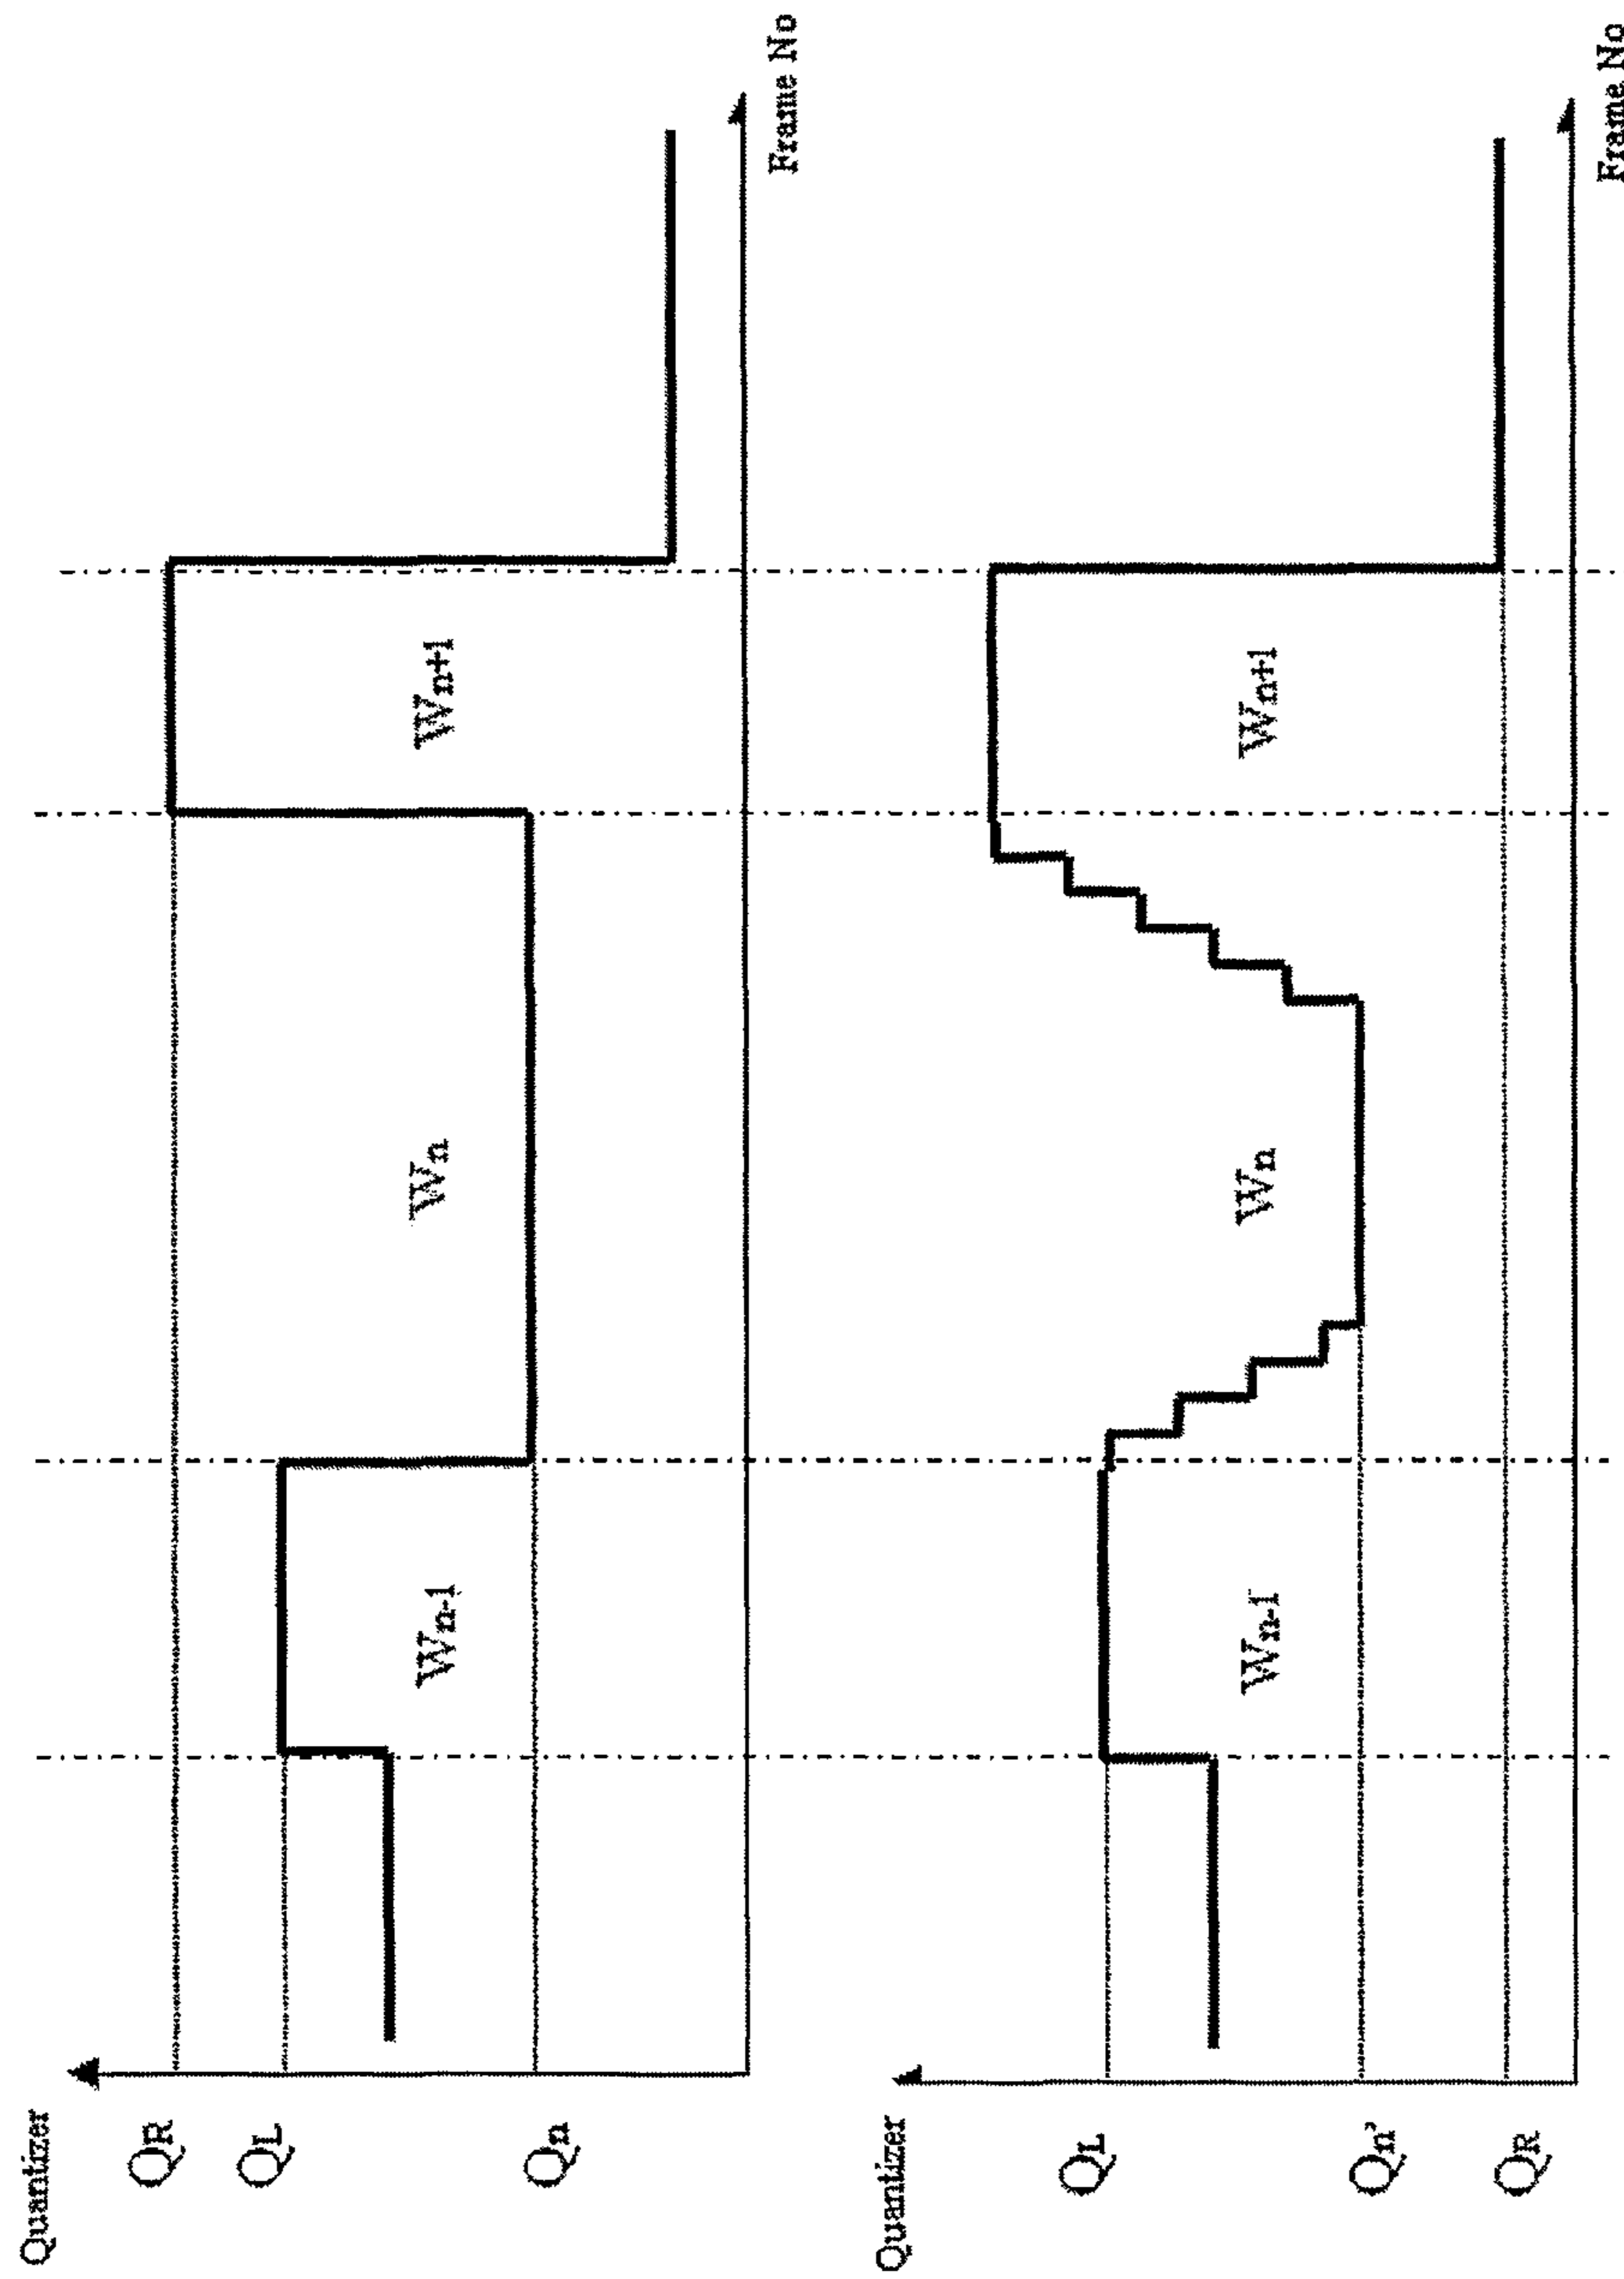 Quantizer
QR
QL
Qn
Wn-1
Wn
Wn+1
Frame No
Quantizer
QL
Qn'
QR
Wn-1
Wn
Wn+1
Frame No